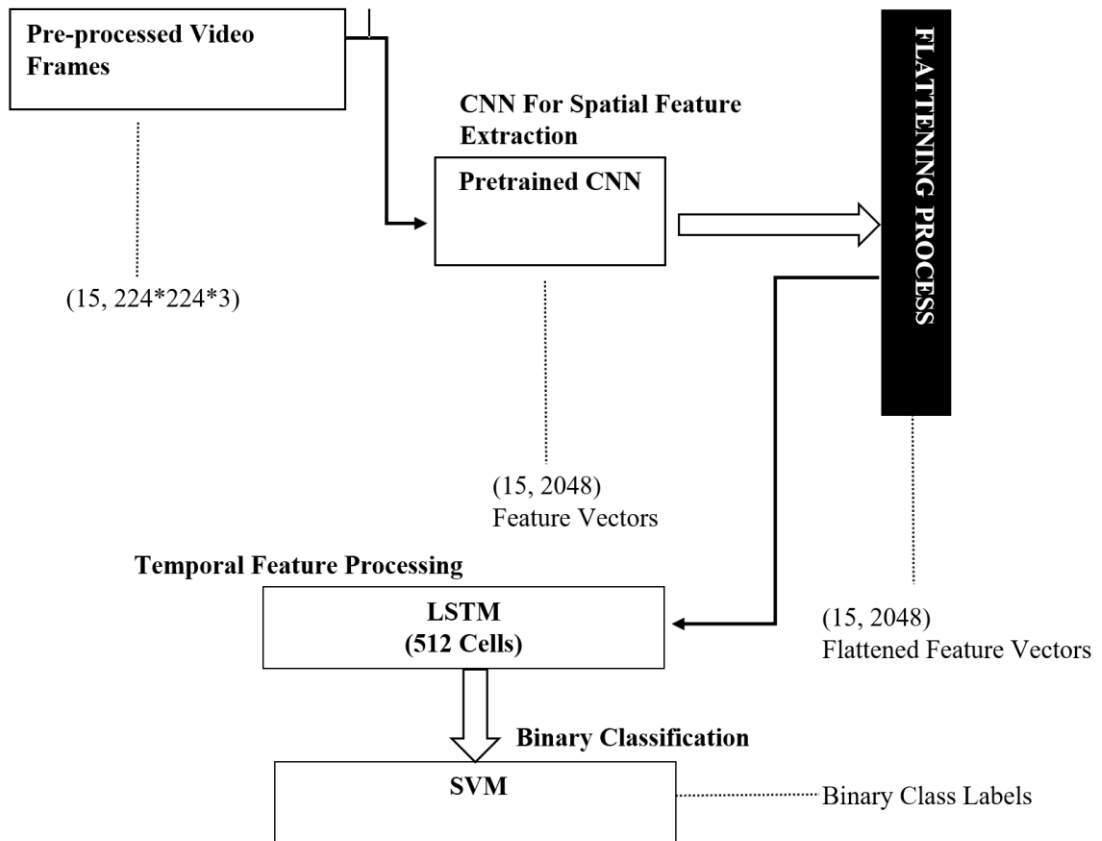 Pre-processed Video
Frames
FLATTENING PROCESS
CNN For Spatial Feature
Extraction
Pretrained CNN
(15, 224*224*3)
(15, 2048)
Feature Vectors
Temporal Feature Processing
LSTM
(512 Cells)
(15, 2048)
Flattened Feature Vectors
Binary Classification
SVM
Binary Class Labels